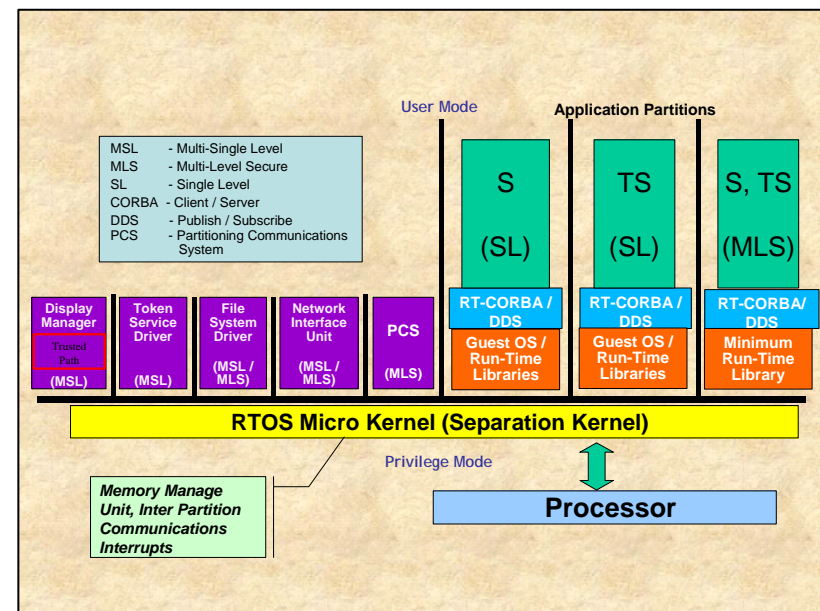 User Mode
Application Partitions
MSL - Multi-Single Level
MLS - Multi-Level Secure
SL - Single Level
CORBA - Client / Server
DDS - Publish / Subscribe
PCS - Partitioning Communications
System
S
(SL)
TS
(SL)
S, TS
(MLS)
RT-CORBA /
DDS
RT-CORBA /
DDS
RT-CORBA/
DDS
Guest OS /
Run-Time
Libraries
Guest OS /
Run-Time
Libraries
Minimum
Run-Time
Library
Display
Manager
Trusted
Path
(MSL)
Token
Service
Driver
(MSL)
File
System
Driver
(MSL /
MLS)
Network
Interface
Unit
(MSL /
MLS)
PCS
(MLS)
RTOS Micro Kernel (Separation Kernel)
Privilege Mode
Memory Manage
Unit, Inter Partition
Communications
Interrupts
Processor